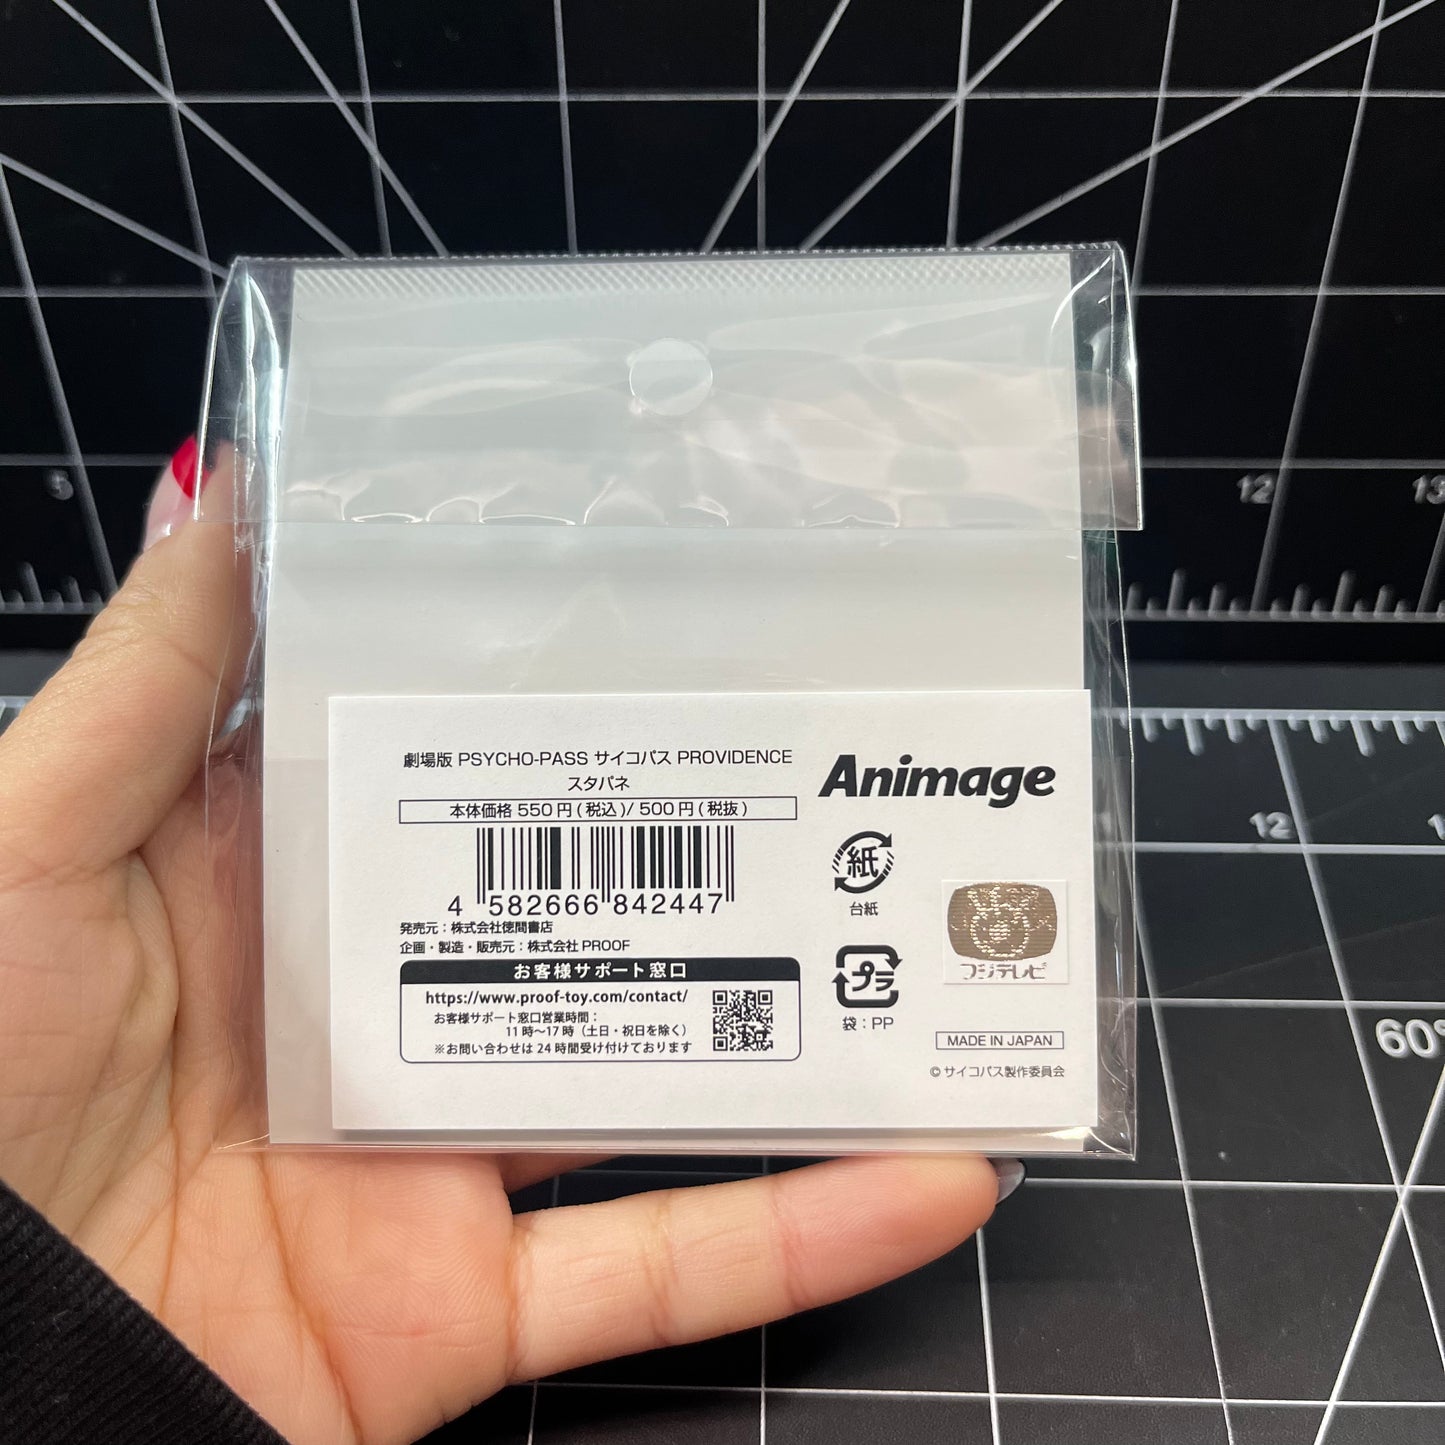 劇場版 PSYCHO-PASS サイコパス PROVIDENCE
スタパネ
本体価格 550円(税込)/ 500円(税抜)
4 582666 842447
発売元:株式会社徳間書店
企画・製造・販売元:株式会社 PROOF
お客様サポート窓口
https://www.proof-toy.com/contact/
お客様サポート窓口営業時間:
11時~17時(土日・祝日を除く)
※お問い合わせは24時間受け付けております
Animage
紙
台紙
プラ
袋:PP
フジテレビ
MADE IN JAPAN
©サイコパス製作委員会
5
12
13
12
60°